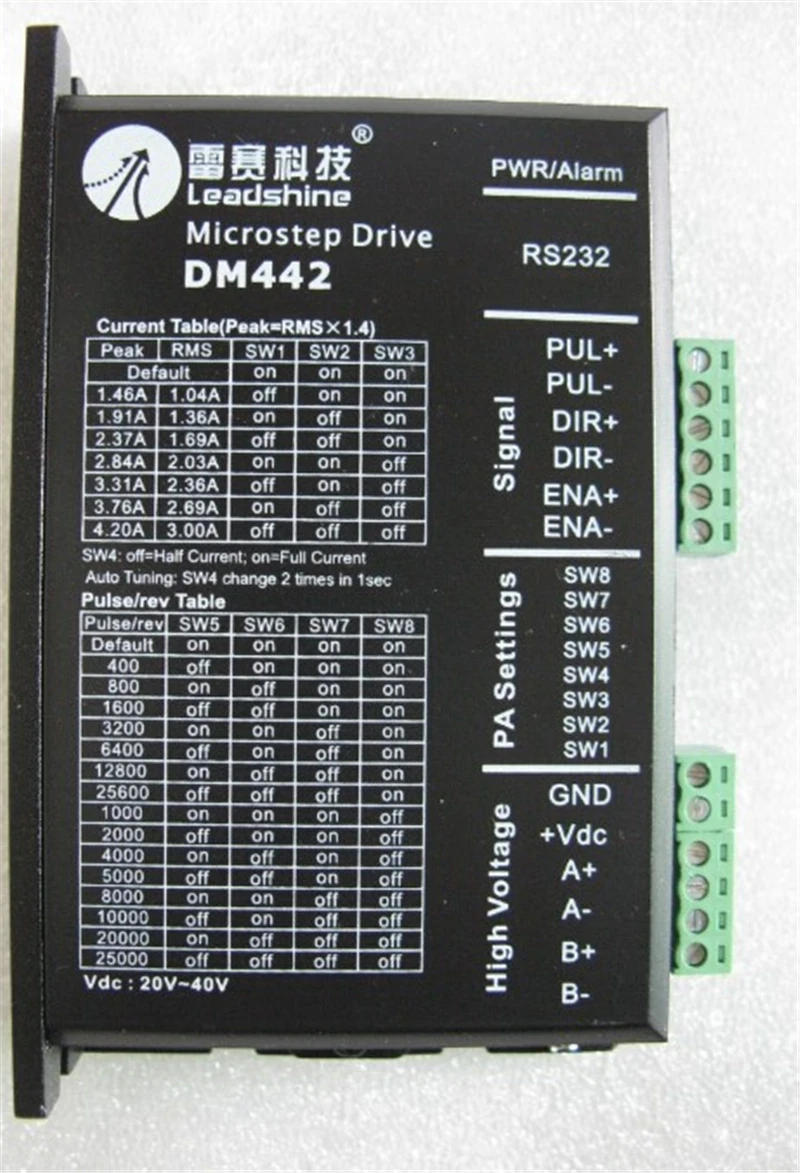 雷赛科技®
Leadshine
Microstep Drive
DM442
Current Table(Peak=RMS×1.4)
Peak RMS SW1 SW2 SW3
Default on on on
1.46A 1.04A off on on
1.91A 1.36A on off on
2.37A 1.69A off off on
2.84A 2.03A on on off
3.31A 2.36A off on off
3.76A 2.69A on off off
4.20A 3.00A off off off
SW4: off=Half Current; on=Full Current
Auto Tuning: SW4 change 2 times in 1sec
Pulse/rev Table
Pulse/rev SW5 SW6 SW7 SW8
Default on on on on
400 off on on on
800 on off on on
1600 off off on on
3200 on on off on
6400 off on off on
12800 on off off on
25600 off off off on
1000 on on on off
2000 off on on off
4000 on off on off
5000 off off on off
8000 on on off off
10000 off on off off
20000 on off off off
25000 off off off off
Vdc : 20V~40V
PWR/Alarm
RS232
Signal
PUL+
PUL-
DIR+
DIR-
ENA+
ENA-
PA Settings
SW8
SW7
SW6
SW5
SW4
SW3
SW2
SW1
High Voltage
GND
+Vdc
A+
A-
B+
B-